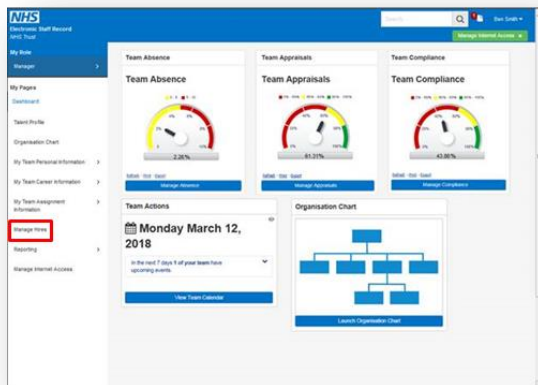 NHS
Electronic Staff Record
NHS Trust
Search
Ben Smith
Manage Internet Access
My Role
Manager
My Pages
Dashboard
Talent Profile
Organisation Chart
My Team Personal Information
My Team Career Information
My Team Assignment
Information
Manage Hires
Reporting
Manage Internet Access
Team Absence
Team Absence
2.26%
Manage Absence
Team Appraisals
Team Appraisals
61.31%
Manage Appraisals
Team Compliance
Team Compliance
Manage Compliance
Team Actions
Monday March 12,
2018
In the next 7 days 1 of your team have
upcoming events.
View Team Calendar
Organisation Chart
Launch Organisation Chart